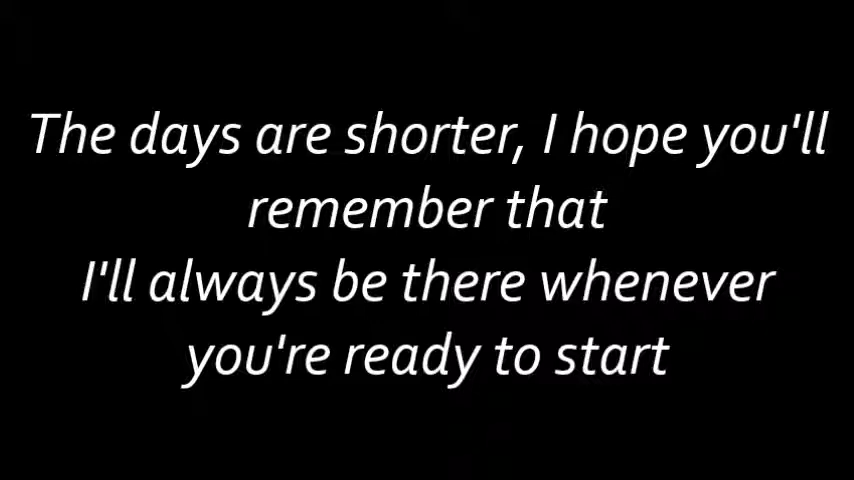 The days are shorter, I hope you'll
remember that
I'll always be there whenever
you're ready to start